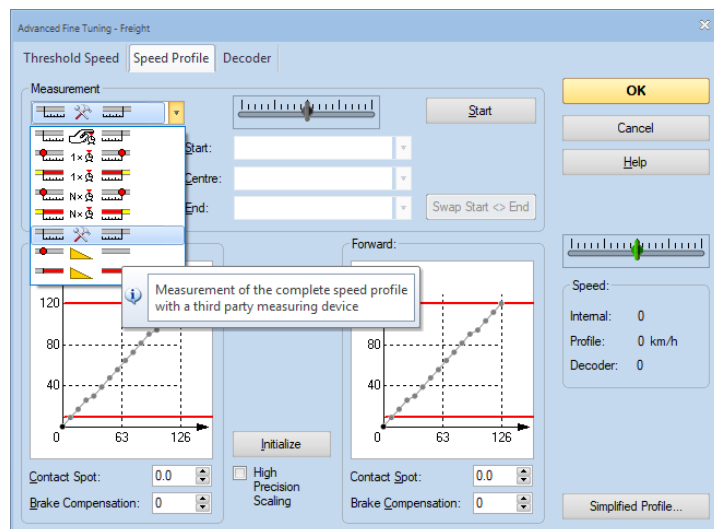 Advanced Fine Tuning - Freight
Threshold Speed
Speed Profile
Decoder
Measurement
Start
OK
Cancel
Help
1×
1×
N×
N×
Start:
Centre:
End:
Swap Start <> End
Measurement of the complete speed profile
with a third party measuring device
Forward:
120
80
40
0 63 126
80
40
0 63 126
Speed:
Internal: 0
Profile: 0 km/h
Decoder: 0
Initialize
High
Precision
Scaling
Contact Spot: 0.0
Brake Compensation: 0
Contact Spot: 0.0
Brake Compensation: 0
Simplified Profile...